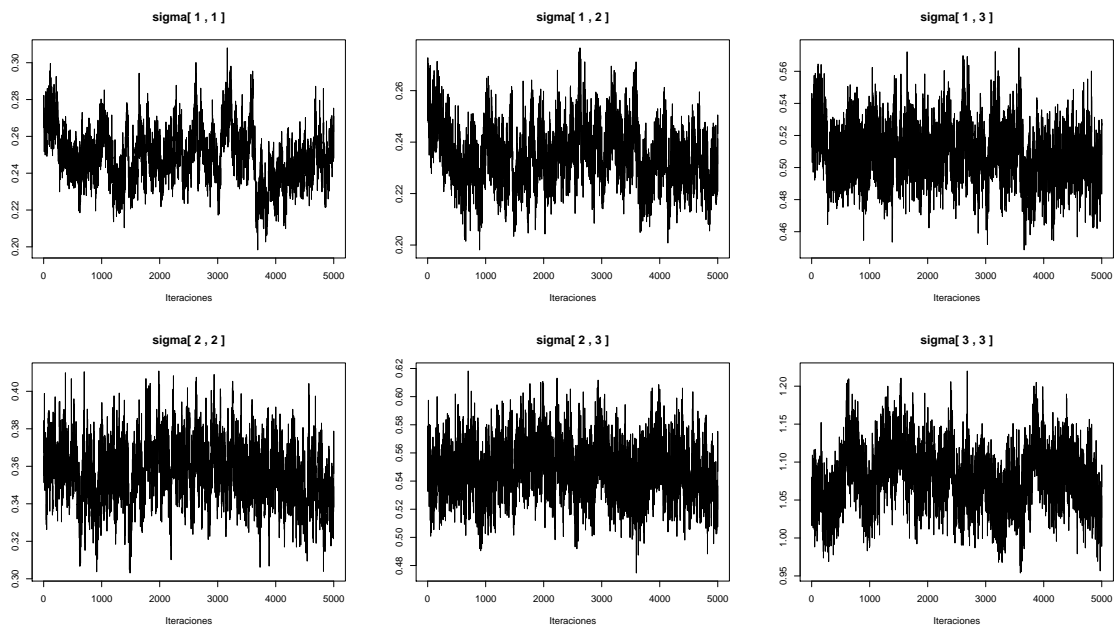 sigma[ 1 , 1 ]
0.30
0.28
0.26
0.24
0.22
0.20
0 1000 2000 3000 4000 5000
Iteraciones
sigma[ 1 , 2 ]
0.26
0.24
0.22
0.20
0 1000 2000 3000 4000 5000
Iteraciones
sigma[ 1 , 3 ]
0.56
0.54
0.52
0.50
0.48
0.46
0 1000 2000 3000 4000 5000
Iteraciones
sigma[ 2 , 2 ]
0.40
0.38
0.36
0.34
0.32
0.30
0 1000 2000 3000 4000 5000
Iteraciones
sigma[ 2 , 3 ]
0.62
0.60
0.58
0.56
0.54
0.52
0.50
0.48
0 1000 2000 3000 4000 5000
Iteraciones
sigma[ 3 , 3 ]
1.20
1.15
1.10
1.05
1.00
0.95
0 1000 2000 3000 4000 5000
Iteraciones